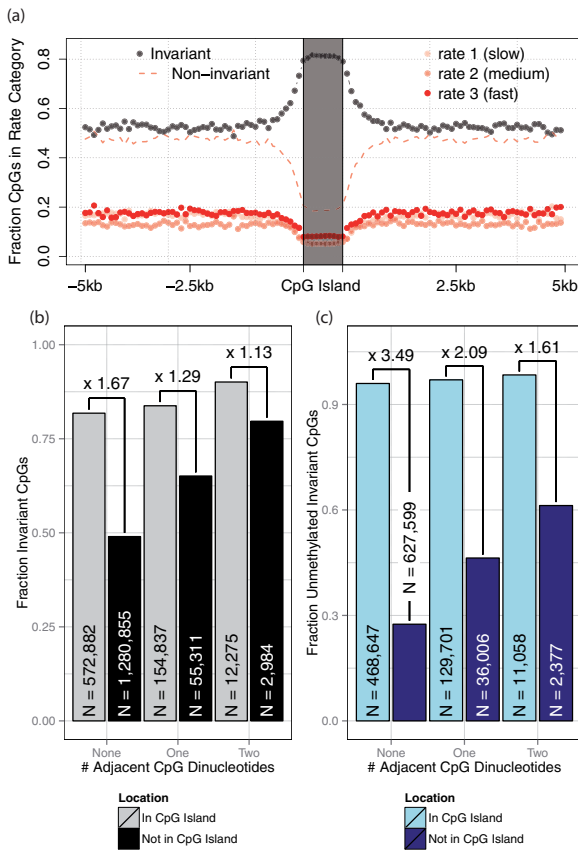 (a)
Fraction CpGs in Rate Category
0.8
0.6
0.4
0.2
0.0
Invariant
Non−invariant
rate 1 (slow)
rate 2 (medium)
rate 3 (fast)
−5kb
−2.5kb
CpG Island
2.5kb
5kb
(b)
Fraction Invariant CpGs
1.00
0.75
0.50
0.25
0.00
x 1.67
x 1.29
x 1.13
N = 572,882
N = 1,280,855
N = 154,837
N = 55,311
N = 12,275
N = 2,984
None
One
Two
# Adjacent CpG Dinucleotides
Location
In CpG Island
Not in CpG Island
(c)
Fraction Unmethylated Invariant CpGs
0.9
0.6
0.3
0.0
x 3.49
x 2.09
x 1.61
N = 468,647
N = 627,599
N = 129,701
N = 36,006
N = 11,058
N = 2,377
None
One
Two
# Adjacent CpG Dinucleotides
Location
In CpG Island
Not in CpG Island